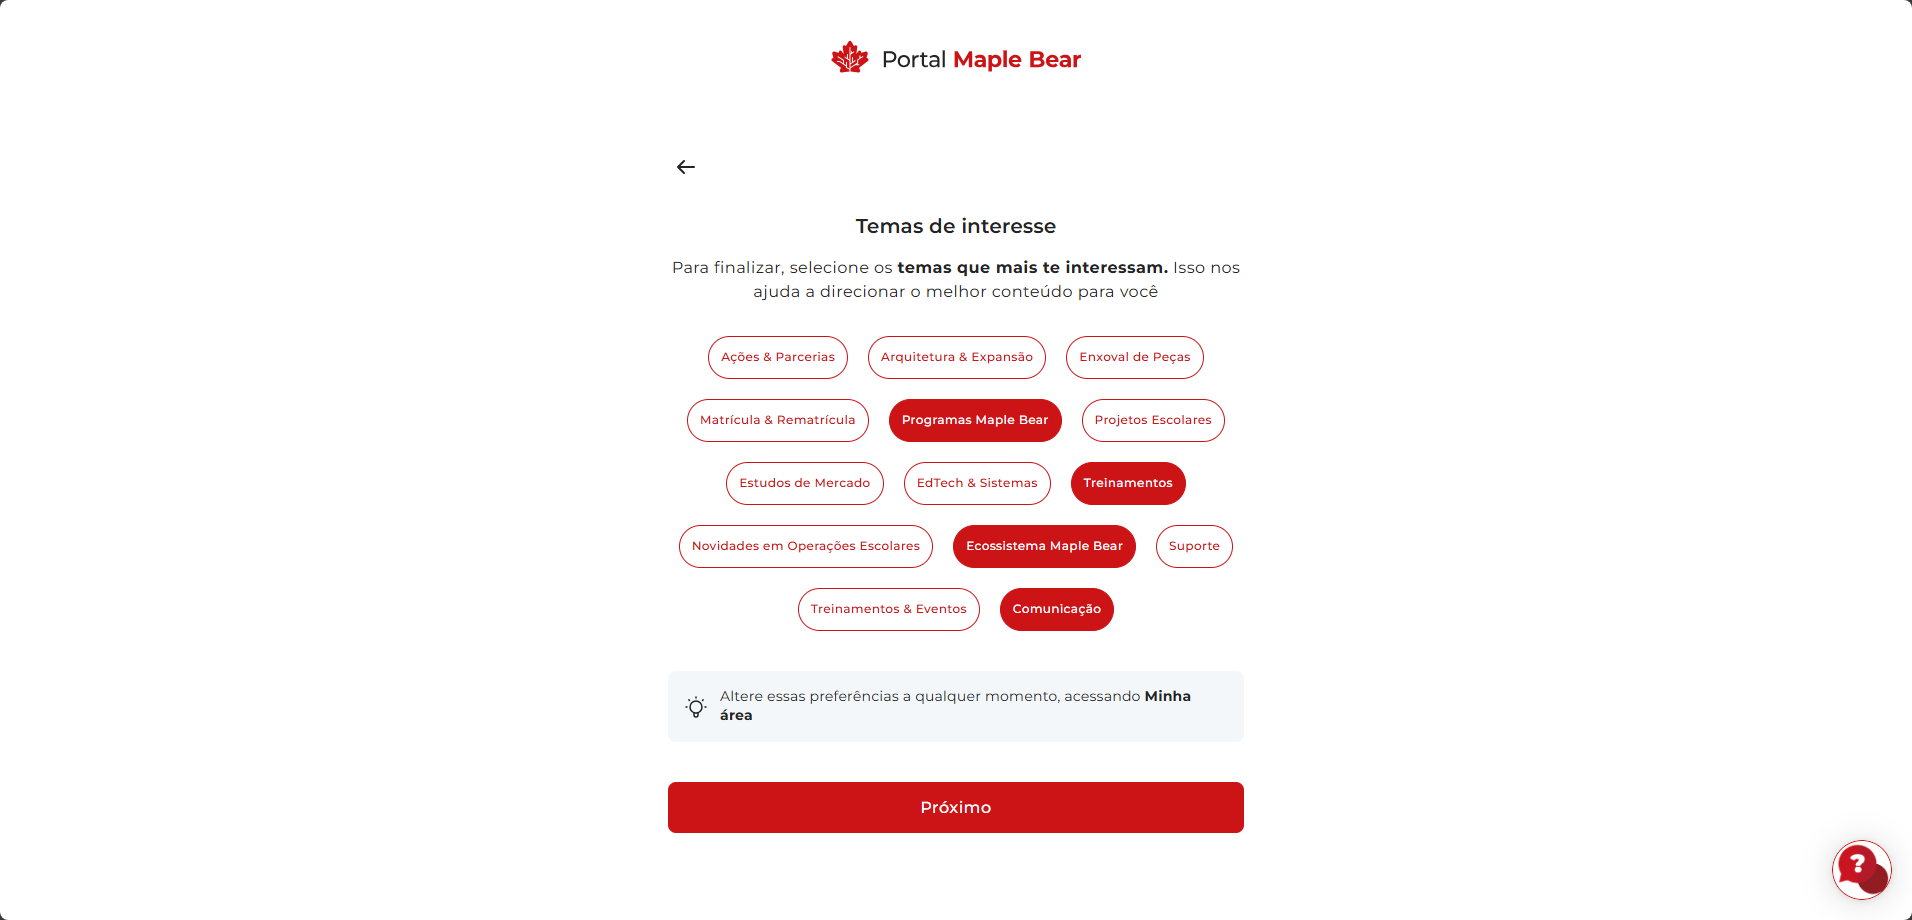 Portal Maple Bear
Temas de interesse
Para finalizar, selecione os temas que mais te interessam. Isso nos
ajuda a direcionar o melhor conteúdo para você
Ações & Parcerias
Arquitetura & Expansão
Enxoval de Peças
Matrícula & Rematrícula
Programas Maple Bear
Projetos Escolares
Estudos de Mercado
EdTech & Sistemas
Treinamentos
Novidades em Operações Escolares
Ecossistema Maple Bear
Suporte
Treinamentos & Eventos
Comunicação
Altere essas preferências a qualquer momento, acessando Minha
área
Próximo
?